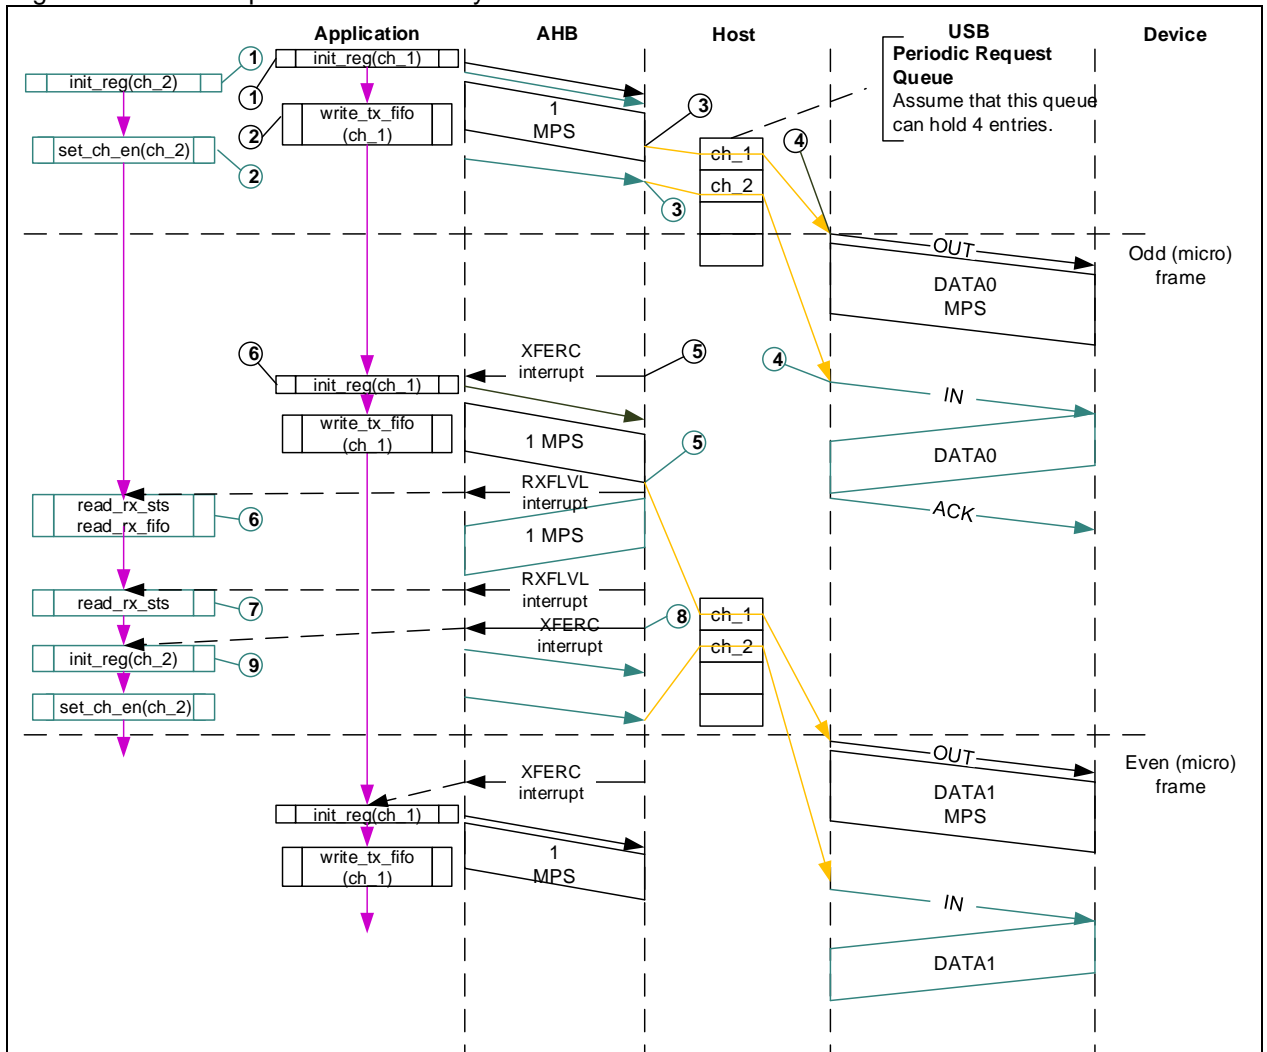 Application
AHB
Host
USB
Device
Periodic Request
Queue
Assume that this queue
can hold 4 entries.
1
init_reg(ch_1)
init_reg(ch_2)
1
1
MPS
3
2
write_tx_fifo
(ch_1)
4
set_ch_en(ch_2)
2
ch_1
ch_2
3
OUT
Odd (micro)
frame
DATA0
MPS
6
XFERC
interrupt
5
4
init_reg(ch_1)
IN
write_tx_fifo
(ch_1)
1 MPS
5
DATA0
RXFLVL
interrupt
read_rx_sts
read_rx_fifo
6
ACK
1 MPS
RXFLVL
interrupt
read_rx_sts
7
8
ch_1
XFERC
interrupt
ch_2
init_reg(ch_2)
9
set_ch_en(ch_2)
OUT
Even (micro)
frame
XFERC
interrupt
DATA1
MPS
init_reg(ch_1)
write_tx_fifo
(ch_1)
1
MPS
IN
DATA1